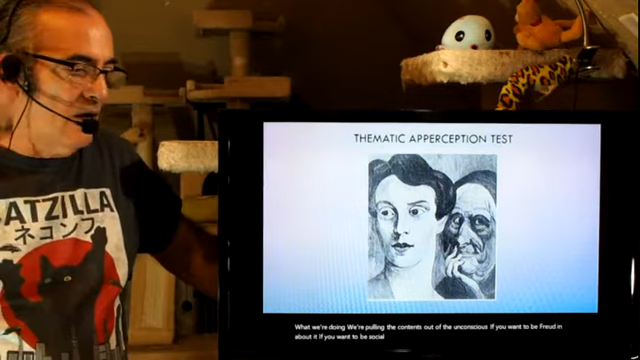 THEMATIC APPERCEPTION TEST
CATZILLA
ネコンフ
What we're doing We're pulling the contents out of the unconscious If you want to be Freud in
about it If you want to be social